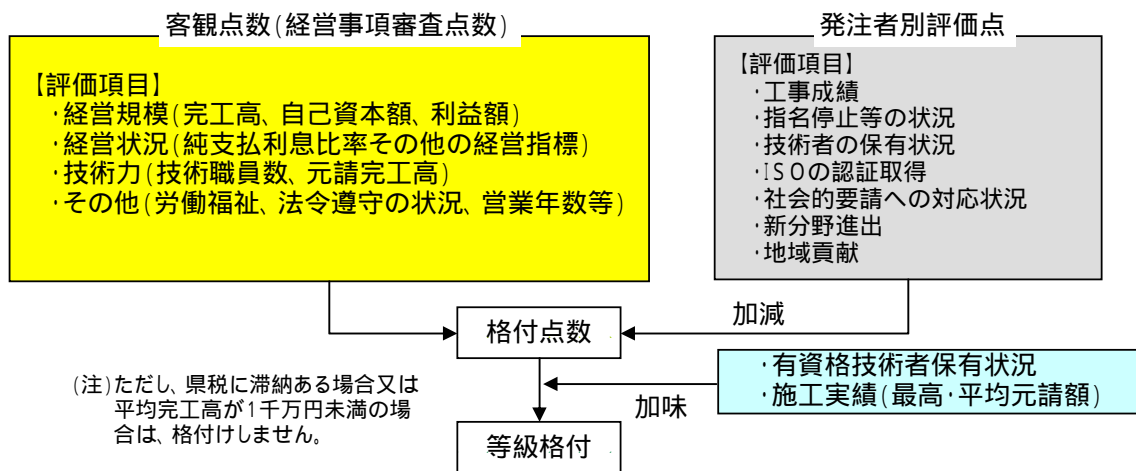 客観点数(経営事項審査点数)
【評価項目】
・経営規模(完工高、自己資本額、利益額)
・経営状況(純支払利息比率その他の経営指標)
・技術力(技術職員数、元請完工高)
・その他(労働福祉、法令遵守の状況、営業年数等)
発注者別評価点
【評価項目】
・工事成績
・指名停止等の状況
・技術者の保有状況
・ISOの認証取得
・社会的要請への対応状況
・新分野進出
・地域貢献
格付点数
加減
・有資格技術者保有状況
・施工実績(最高・平均元請額)
加味
(注)ただし、県税に滞納ある場合又は
平均完工高が1千万円未満の場
合は、格付けしません。
等級格付